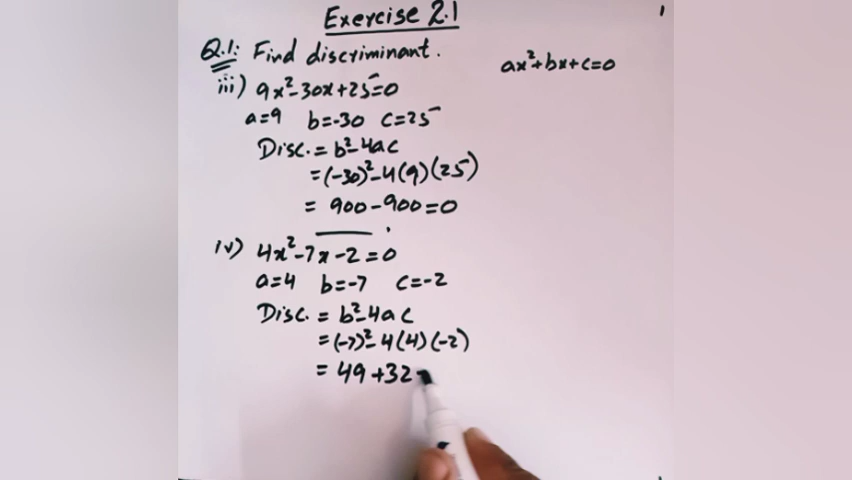 Exercise 2.1
Q.1: Find discriminant.
ax²+bx+c=0
iii) 9x²-30x+25=0
a=9 b=-30 c=25
Disc. = b²-4ac
=(-30)²-4(9)(25)
= 900-900=0
iv) 4x²-7x-2=0
a=4 b=-7 c=-2
Disc. = b²-4ac
=(-7)²-4(4)(-2)
= 49+32